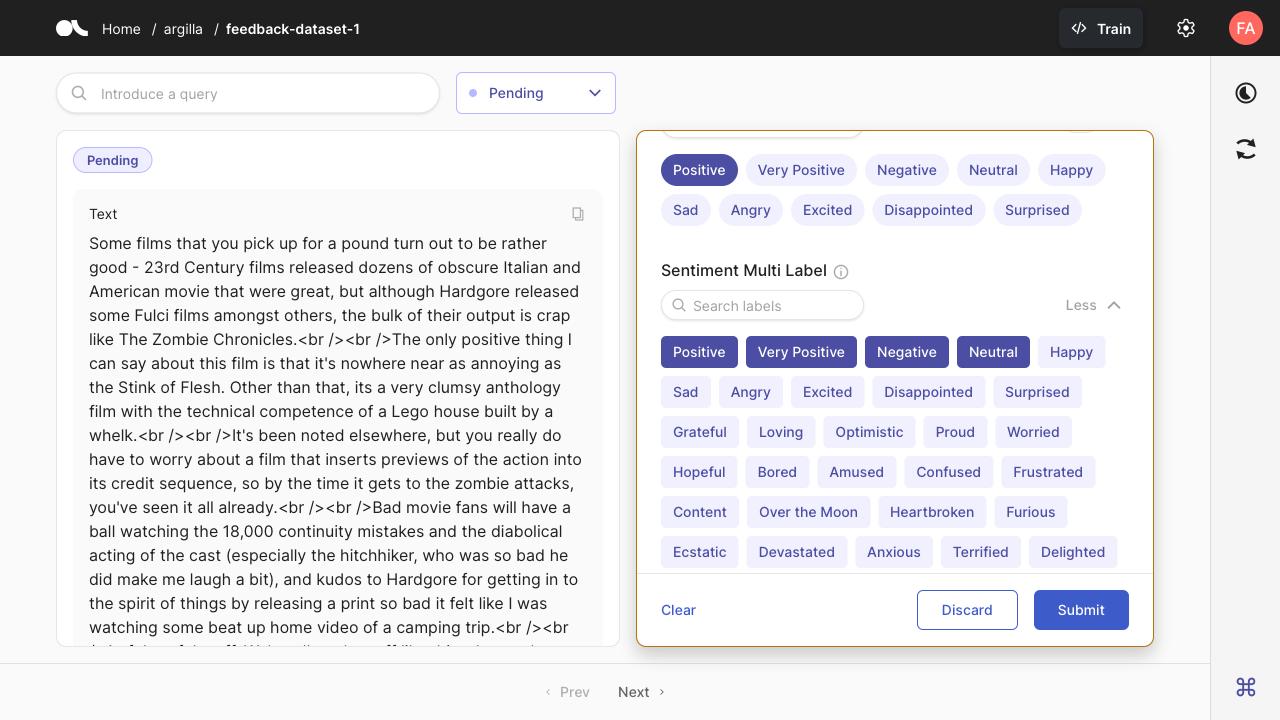 Home / argilla / feedback-dataset-1
Train
FA
Introduce a query
Pending
Pending
Text
Some films that you pick up for a pound turn out to be rather
good - 23rd Century films released dozens of obscure Italian and
American movie that were great, but although Hardgore released
some Fulci films amongst others, the bulk of their output is crap
like The Zombie Chronicles.<br /><br />The only positive thing I
can say about this film is that it's nowhere near as annoying as
the Stink of Flesh. Other than that, its a very clumsy anthology
film with the technical competence of a Lego house built by a
whelk.<br /><br />It's been noted elsewhere, but you really do
have to worry about a film that inserts previews of the action into
its credit sequence, so by the time it gets to the zombie attacks,
you've seen it all already.<br /><br />Bad movie fans will have a
ball watching the 18,000 continuity mistakes and the diabolical
acting of the cast (especially the hitchhiker, who was so bad he
did make me laugh a bit), and kudos to Hardgore for getting in to
the spirit of things by releasing a print so bad it felt like I was
watching some beat up home video of a camping trip.<br /><br
Positive Very Positive Negative Neutral Happy
Sad Angry Excited Disappointed Surprised
Sentiment Multi Label
Search labels
Less
Positive Very Positive Negative Neutral Happy
Sad Angry Excited Disappointed Surprised
Grateful Loving Optimistic Proud Worried
Hopeful Bored Amused Confused Frustrated
Content Over the Moon Heartbroken Furious
Ecstatic Devastated Anxious Terrified Delighted
Clear
Discard
Submit
Prev
Next